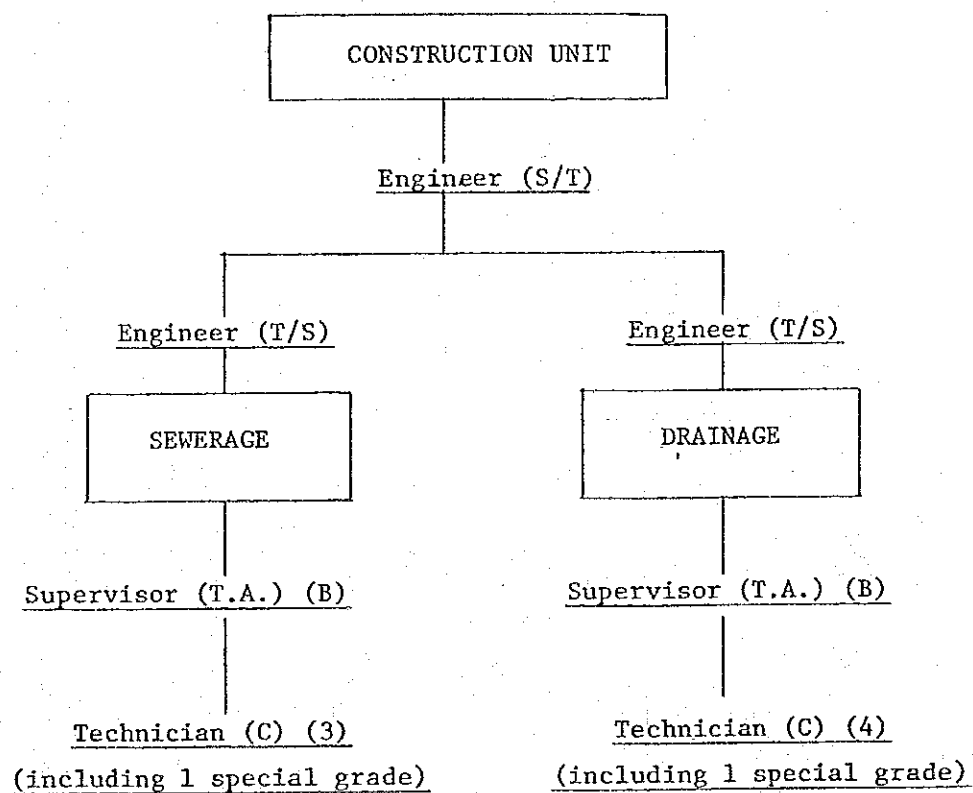 CONSTRUCTION UNIT
Engineer (S/T)
Engineer (T/S)
Engineer (T/S)
SEWERAGE
DRAINAGE
Supervisor (T.A.) (B)
Supervisor (T.A.) (B)
Technician (C) (3)
(including 1 special grade)
Technician (C) (4)
(including 1 special grade)